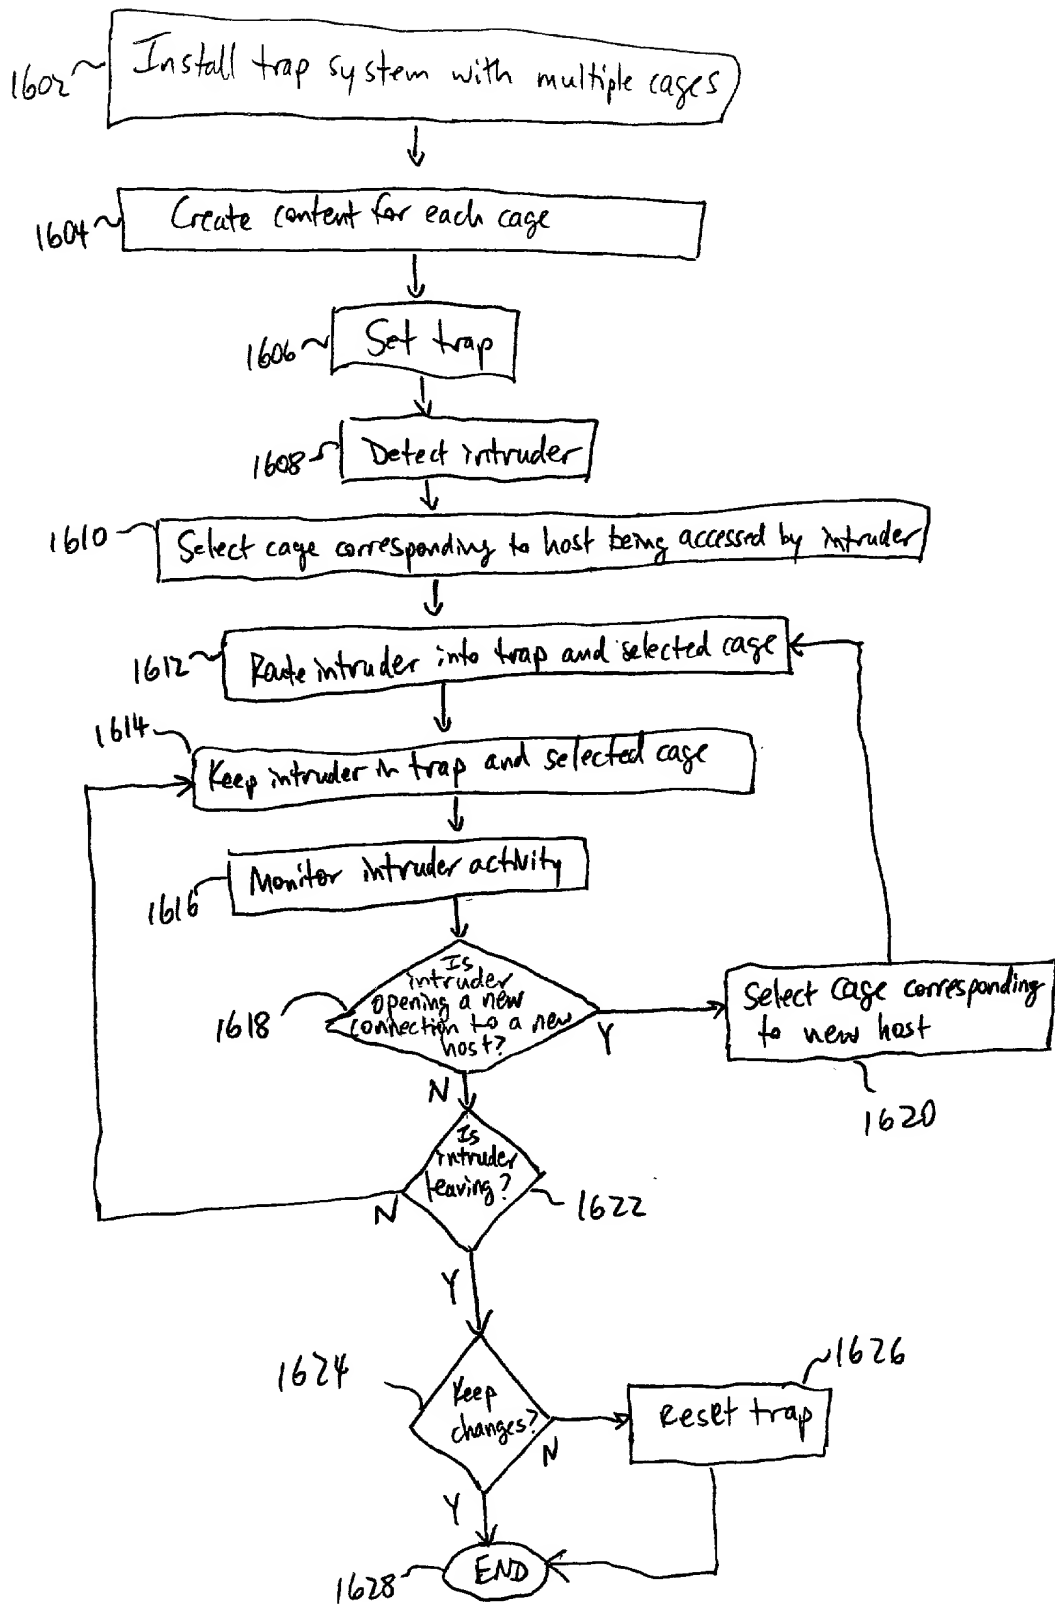 1602
Install trap system with multiple cages
1604
Create content for each cage
1606
Set trap
1608
Detect intruder
1610
Select cage corresponding to host being accessed by intruder
1612
Route intruder into trap and selected cage
1614
Keep intruder in trap and selected cage
1616
Monitor intruder activity
1618
Is
intruder
opening a new
connection to a new
host?
Y
N
Select cage corresponding
to new host
1620
Is
intruder
leaving?
N
1622
Y
1624
Keep
changes?
N
1626
Reset trap
Y
1628
END